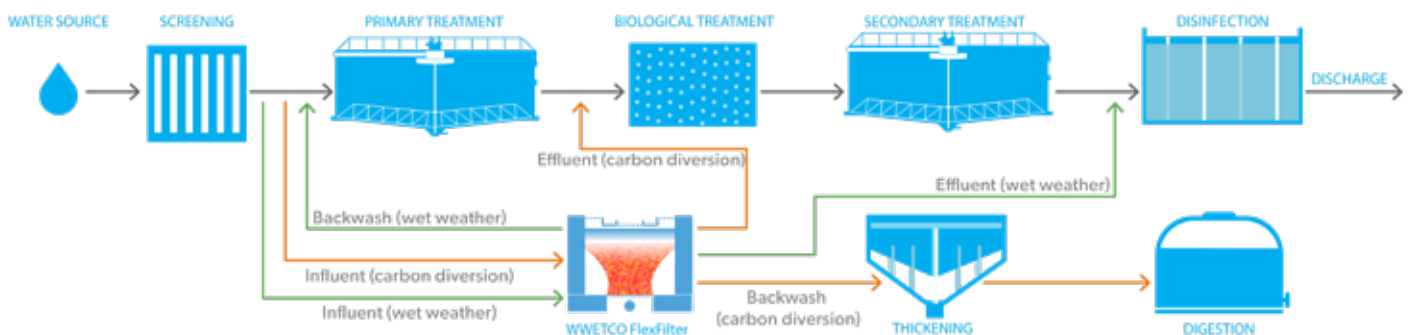 WATER SOURCE
SCREENING
PRIMARY TREATMENT
BIOLOGICAL TREATMENT
SECONDARY TREATMENT
DISINFECTION
DISCHARGE
Effluent (carbon diversion)
Effluent (wet weather)
Backwash (wet weather)
Influent (carbon diversion)
Influent (wet weather)
Backwash
(carbon diversion)
WWETCO FlexFilter
THICKENING
DIGESTION